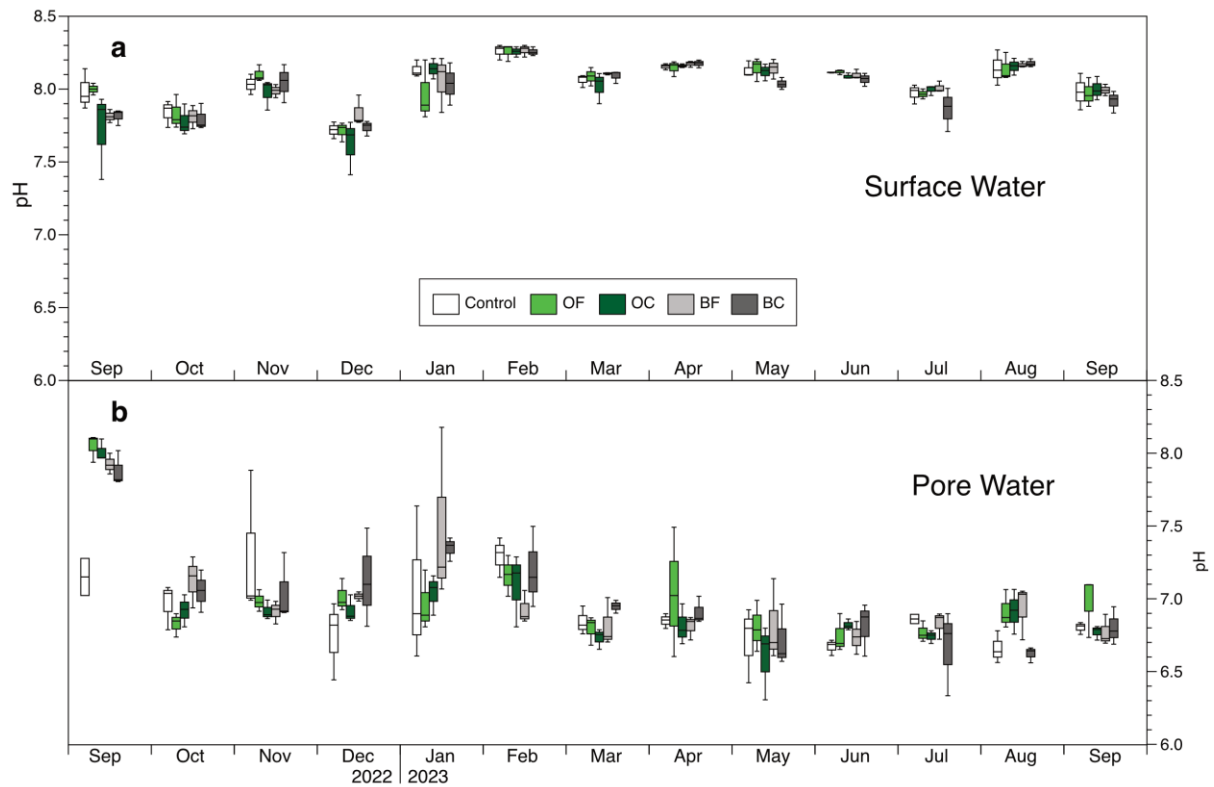 8.5
a
8.0
7.5
pH
Surface Water
7.0
6.5
Control OF OC BF BC
Sep Oct Nov Dec Jan Feb Mar Apr May Jun Jul Aug Sep
6.0
8.5
b
8.0
Pore Water
7.5
pH
7.0
6.5
6.0
Sep Oct Nov Dec Jan Feb Mar Apr May Jun Jul Aug Sep
2022 2023